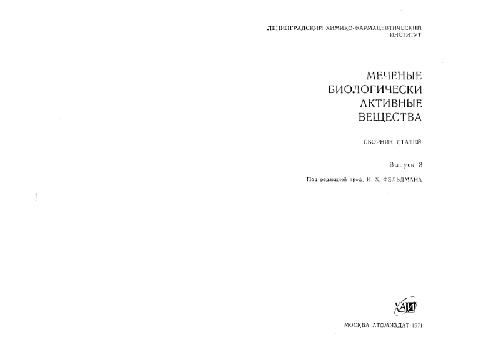 ЛЕНИНГРАДСКИЙ ХИМИКО-ФАРМАЦЕВТИЧЕСКИЙ
ИНСТИТУТ
МЕЧЕНЫЕ
БИОЛОГИЧЕСКИ
АКТИВНЫЕ
ВЕЩЕСТВА
СБОРНИК СТАТЕЙ
Выпуск 3
Под редакцией проф. И. Х. ФЕЛЬДМАНА
МОСКВА АТОМИЗДАТ 1971